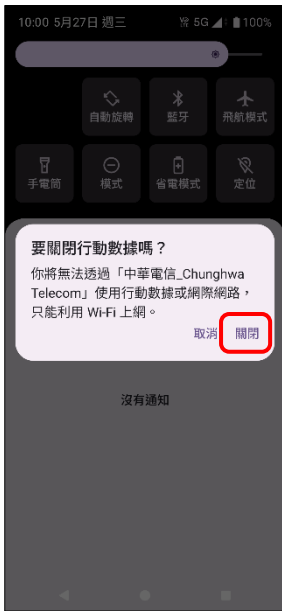 10:00 5月27日 週三 5G 100%
自動旋轉 藍牙 飛航模式
手電筒 模式 省電模式 定位
要關閉行動數據嗎？
你將無法透過「中華電信_Chunghwa
Telecom」使用行動數據或網際網路，
只能利用 Wi-Fi 上網。
取消 關閉
沒有通知